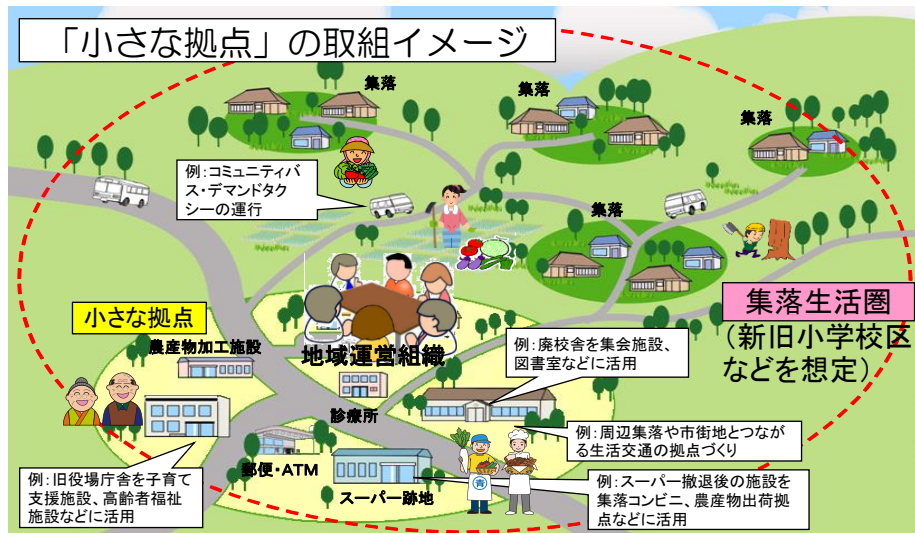 「小さな拠点」の取組イメージ
集落
集落
集落
例:コミュニティバ
ス・デマンドタク
シーの運行
集落
小さな拠点
農産物加工施設
地域運営組織
集落生活圏
(新旧小学校区
などを想定)
例:廃校舎を集会施設、
図書室などに活用
診療所
例:周辺集落や市街地とつなが
る生活交通の拠点づくり
郵便・ATM
スーパー跡地
青
例:旧役場庁舎を子育て
支援施設、高齢者福祉
施設などに活用
例:スーパー撤退後の施設を
集落コンビニ、農産物出荷拠
点などに活用